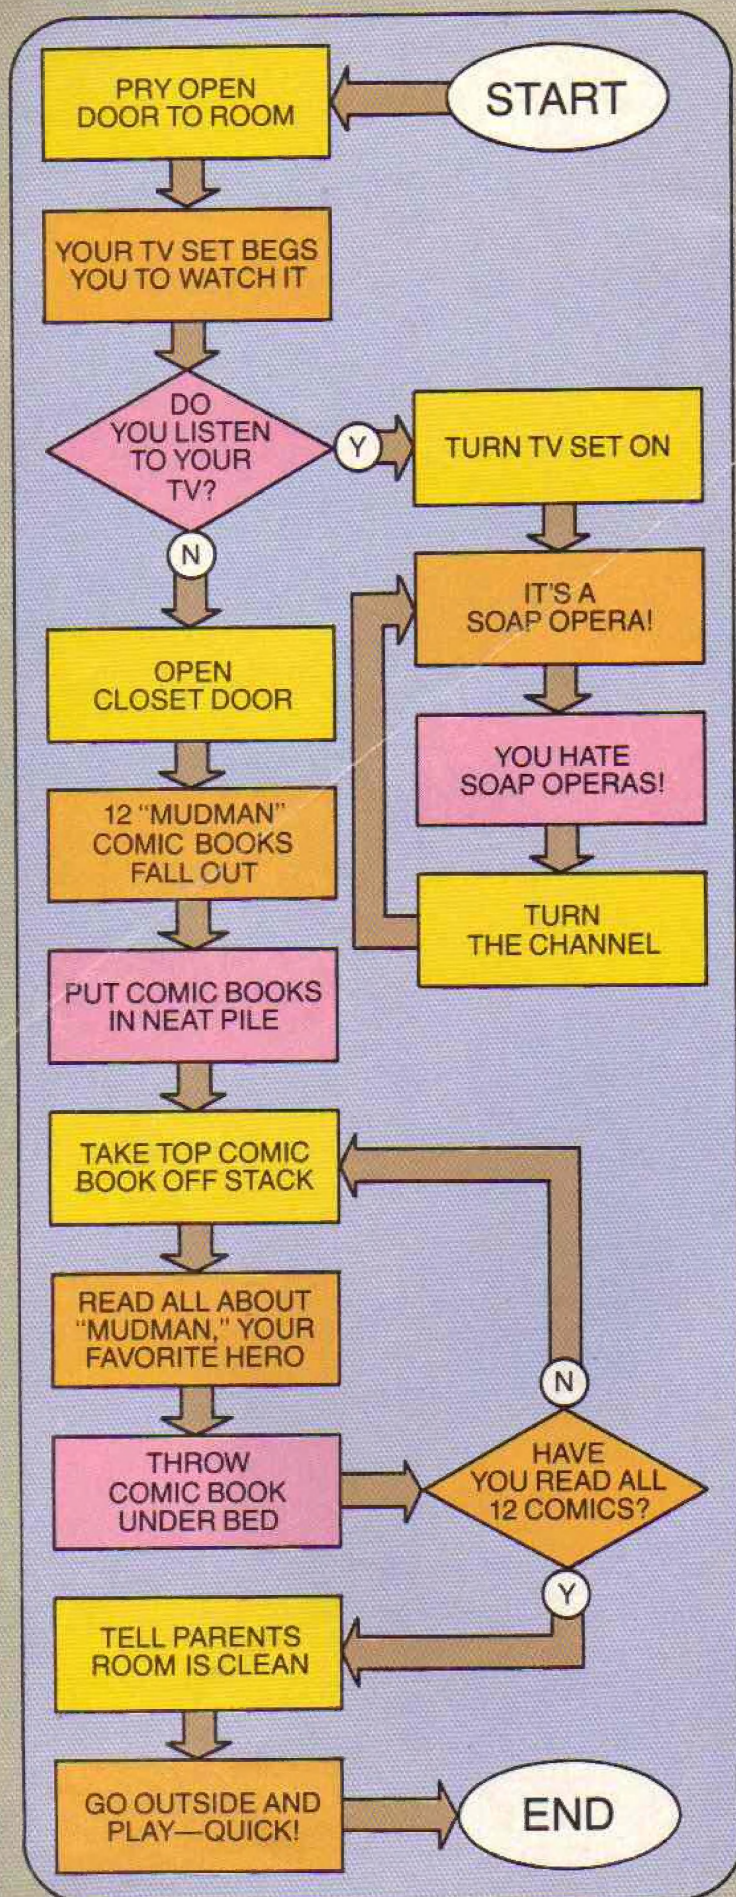 START
PRY OPEN
DOOR TO ROOM
YOUR TV SET BEGS
YOU TO WATCH IT
DO
YOU LISTEN
TO YOUR
TV?
Y
TURN TV SET ON
IT'S A
SOAP OPERA!
YOU HATE
SOAP OPERAS!
TURN
THE CHANNEL
N
OPEN
CLOSET DOOR
12 "MUDMAN"
COMIC BOOKS
FALL OUT
PUT COMIC BOOKS
IN NEAT PILE
TAKE TOP COMIC
BOOK OFF STACK
READ ALL ABOUT
"MUDMAN," YOUR
FAVORITE HERO
THROW
COMIC BOOK
UNDER BED
HAVE
YOU READ ALL
12 COMICS?
N
Y
TELL PARENTS
ROOM IS CLEAN
GO OUTSIDE AND
PLAY—QUICK!
END